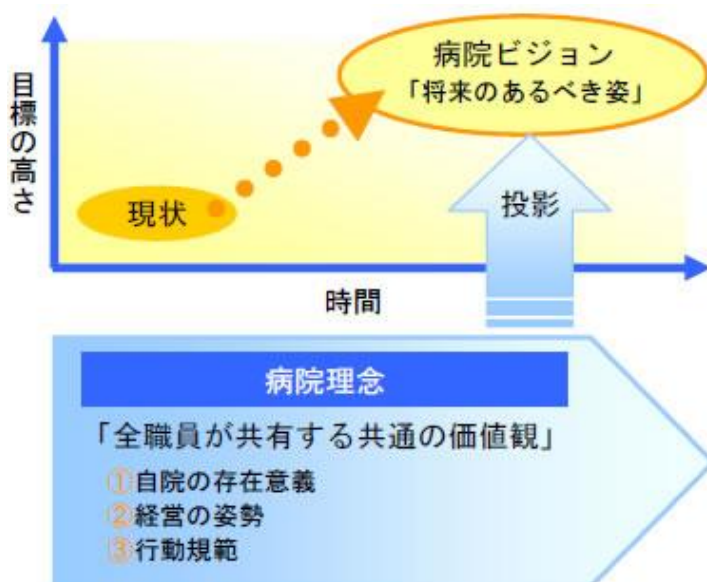 目標の高さ
病院ビジョン
「将来のあるべき姿」
現状
投影
時間
病院理念
「全職員が共有する共通の価値観」
①自院の存在意義
②経営の姿勢
③行動規範